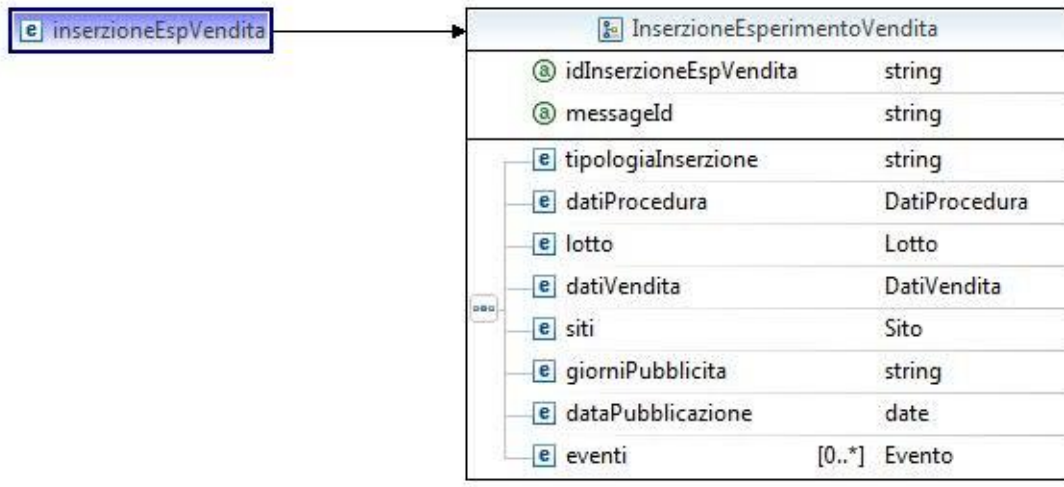 inserzioneEspVendita
InserzioneEsperimentoVendita
a idInserzioneEspVendita string
a messageId string
e tipologiaInserzione string
e datiProcedura DatiProcedura
e lotto Lotto
e datiVendita DatiVendita
e siti Sito
e giorniPubblicita string
e dataPubblicazione date
e eventi [0..*] Evento